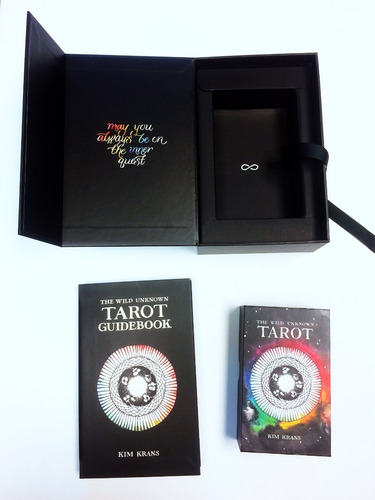 may you
always be on
the inner
quest
THE WILD UNKNOWN
TAROT
GUIDEBOOK
KIM KRANS
THE WILD UNKNOWN
TAROT
KIM KRANS